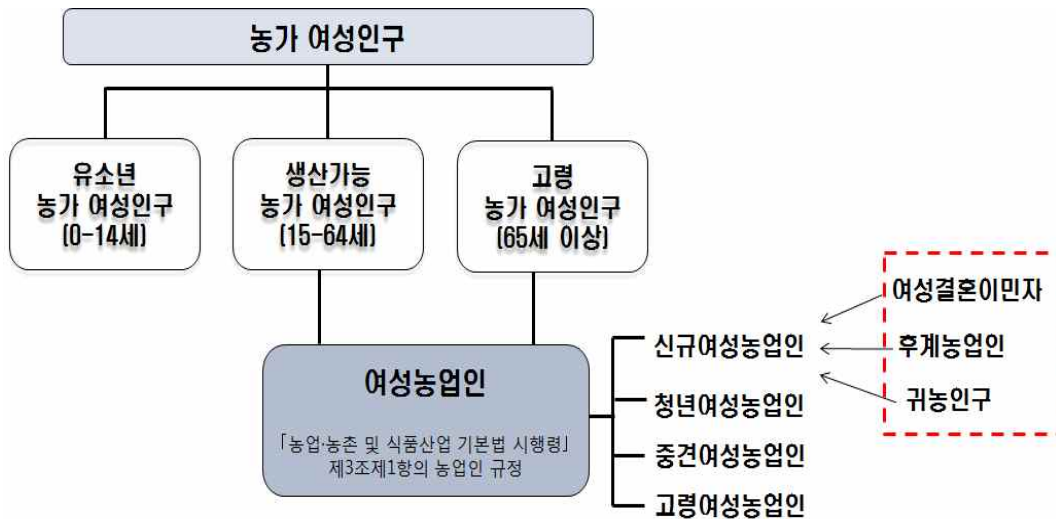 농가 여성인구
유소년
농가 여성인구
(0-14세)
생산가능
농가 여성인구
(15-64세)
고령
농가 여성인구
(65세 이상)
여성농업인
「농업·농촌 및 식품산업 기본법 시행령」
제3조제1항의 농업인 규정
신규여성농업인
청년여성농업인
중견여성농업인
고령여성농업인
여성결혼이민자
후계농업인
귀농인구